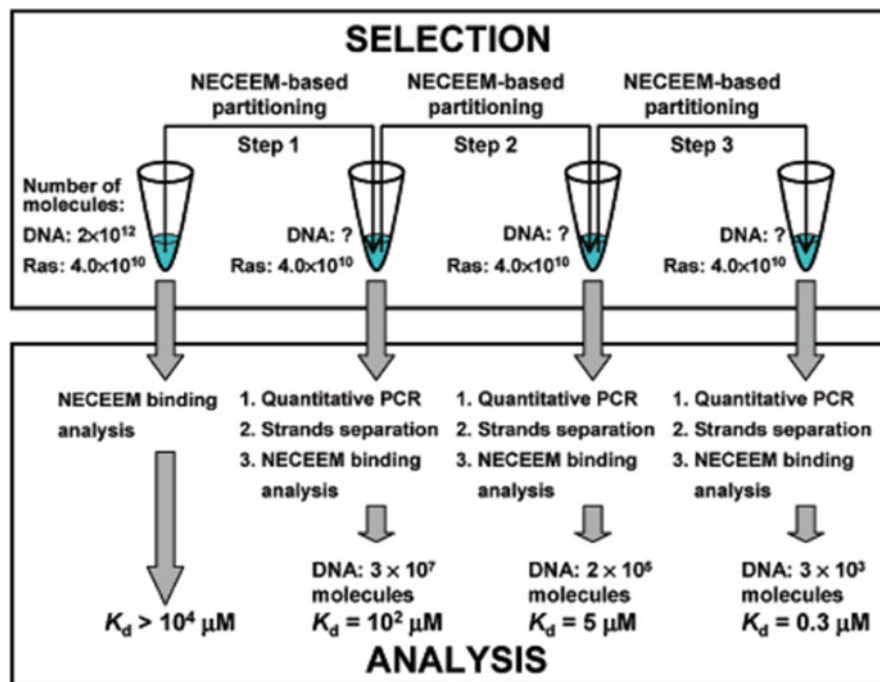 SELECTION
NECEEM-based NECEEM-based NECEEM-based
partitioning partitioning partitioning
Step 1 Step 2 Step 3
Number of
molecules:
DNA: 2×10¹² DNA: ? DNA: ? DNA: ?
Ras: 4.0×10¹⁰ Ras: 4.0×10¹⁰ Ras: 4.0×10¹⁰ Ras: 4.0×10¹⁰
NECEEM binding
analysis
1. Quantitative PCR
2. Strands separation
3. NECEEM binding
analysis
1. Quantitative PCR
2. Strands separation
3. NECEEM binding
analysis
1. Quantitative PCR
2. Strands separation
3. NECEEM binding
analysis
Kd > 10⁴ μM
DNA: 3 × 10⁷
molecules
Kd = 10² μM
DNA: 2 ×
molecules
Kd = 5 μM
DNA: 3 × 10³
molecules
Kd = 0.3 μM
ANALYSIS